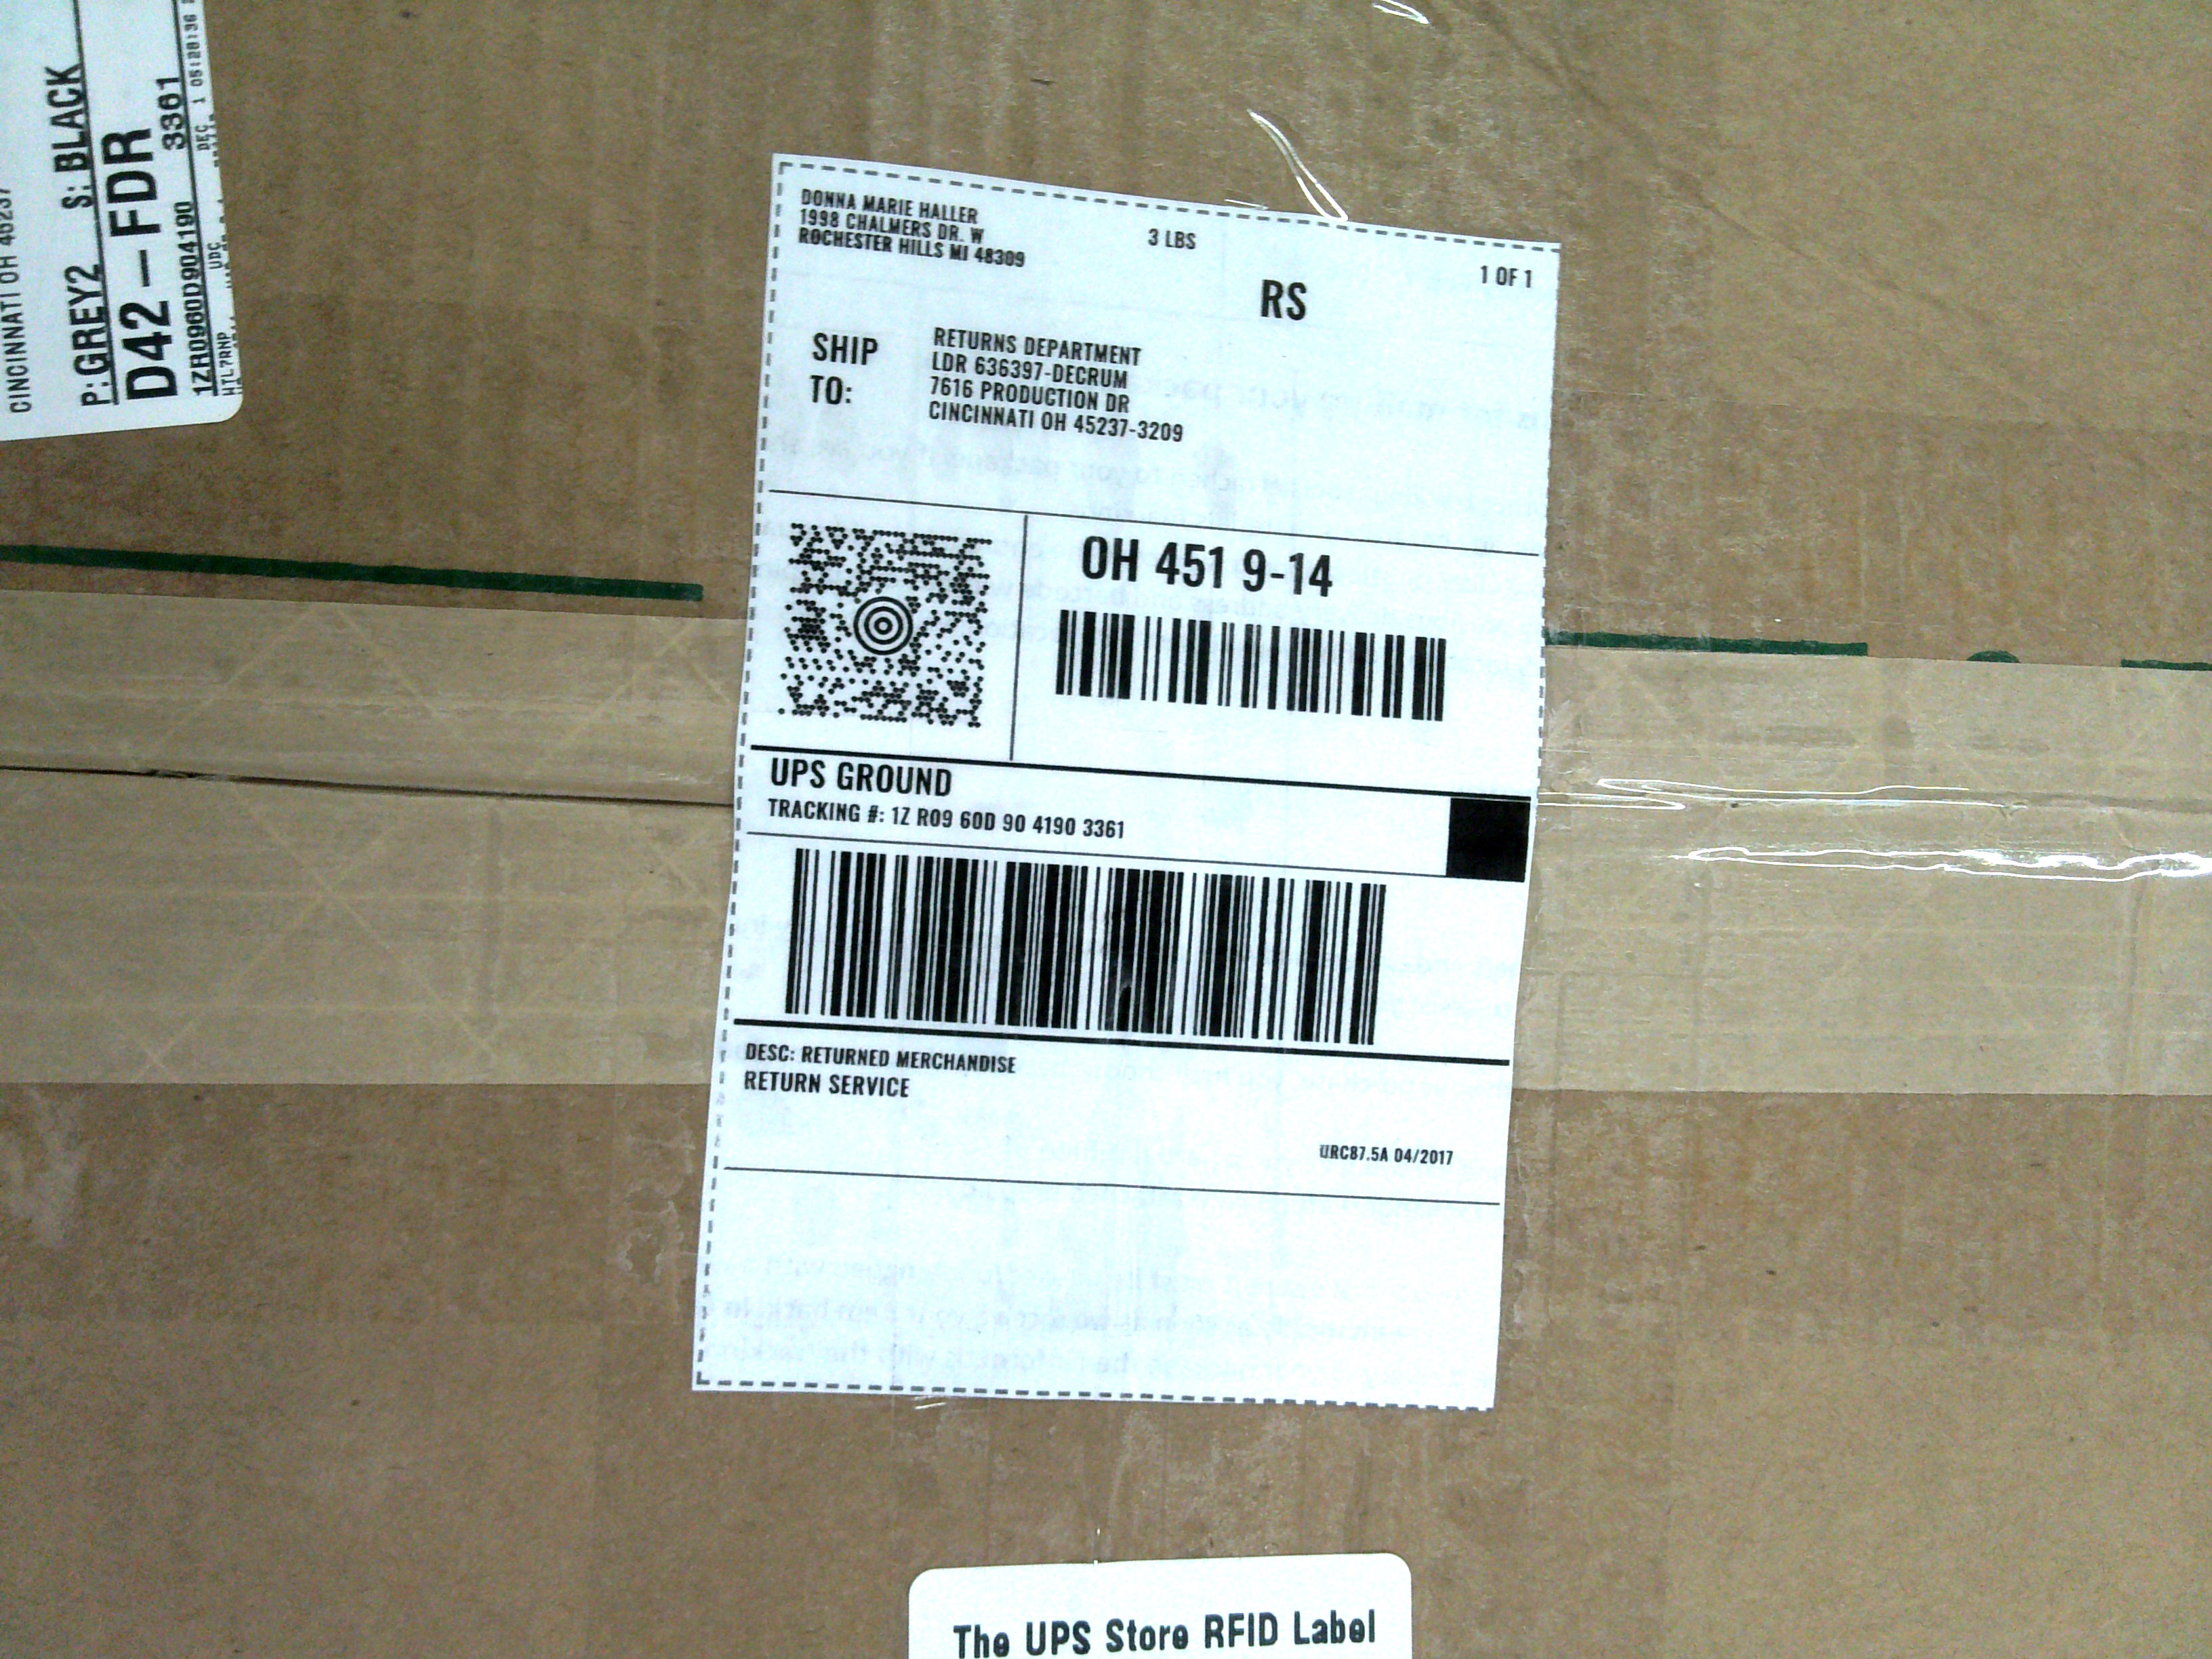 CINCINNATI OH 45237
P: GREY2 S: BLACK
D42-FDR
1ZR0960D904190 3361
DONNA MARIE HALLER
1998 CHALMERS DR. W
ROCHESTER HILLS MI 48309
3 LBS
1 OF 1
RS
SHIP
TO:
RETURNS DEPARTMENT
LDR 636397-DECRUM
7616 PRODUCTION DR
CINCINNATI OH 45237-3209
OH 451 9-14
UPS GROUND
TRACKING #: 1Z R09 60D 90 4190 3361
DESC: RETURNED MERCHANDISE
RETURN SERVICE
URC87.5A 04/2017
The UPS Store RFID Label